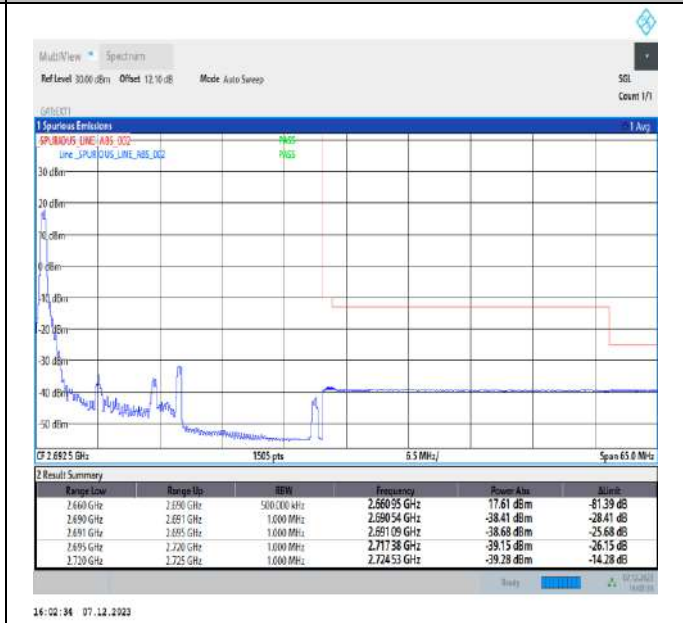 MultiView Spectrum
Ref Level 30.00 dBm Offset 12.10 dB Mode Auto Sweep SGL
Count 1/1
1 Spurious Emissions 1 Avg
SPURIOUS_LINE_ABS_002 PASS
Line _SPURIOUS_LINE_ABS_002 PASS
30 dBm
20 dBm
10 dBm
0 dBm
-10 dBm
-20 dBm
-30 dBm
-40 dBm
-50 dBm
CF 2.6925 GHz 1505 pts 6.5 MHz/ Span 65.0 MHz
2 Result Summary
Range Low Range Up RBW Frequency Power Abs ΔLimit
2.660 GHz 2.690 GHz 500.000 kHz 2.66095 GHz 17.61 dBm -81.39 dB
2.690 GHz 2.691 GHz 1.000 MHz 2.69054 GHz -38.41 dBm -28.41 dB
2.691 GHz 2.695 GHz 1.000 MHz 2.69109 GHz -38.68 dBm -25.68 dB
2.695 GHz 2.720 GHz 1.000 MHz 2.71738 GHz -39.15 dBm -26.15 dB
2.720 GHz 2.725 GHz 1.000 MHz 2.72453 GHz -39.28 dBm -14.28 dB
Ready 07.12.2023
16:02:34 07.12.2023